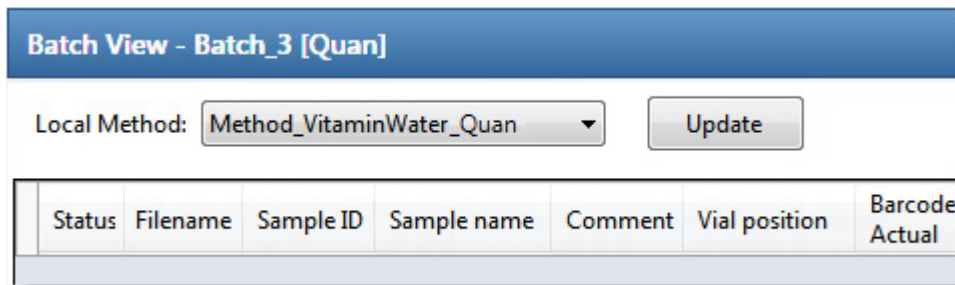 Batch View - Batch_3 [Quan]
Local Method: Method_VitaminWater_Quan Update
Status Filename Sample ID Sample name Comment Vial position Barcode
Actual